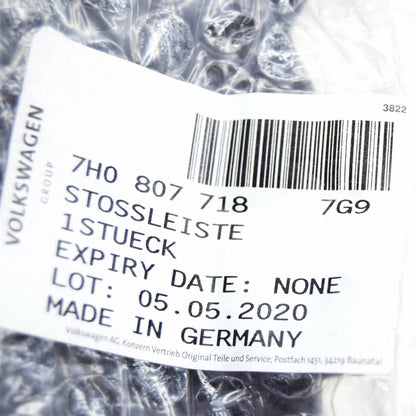 3822
VOLKSWAGEN
GROUP
7H0 807 718 7G9
STOSSLEISTE
1STUECK
EXPIRY DATE: NONE
LOT: 05.05.2020
MADE IN GERMANY
Volkswagen AG, Konzern Vertrieb Original Teile und Service, Postfach 1451, 34219 Baunatal